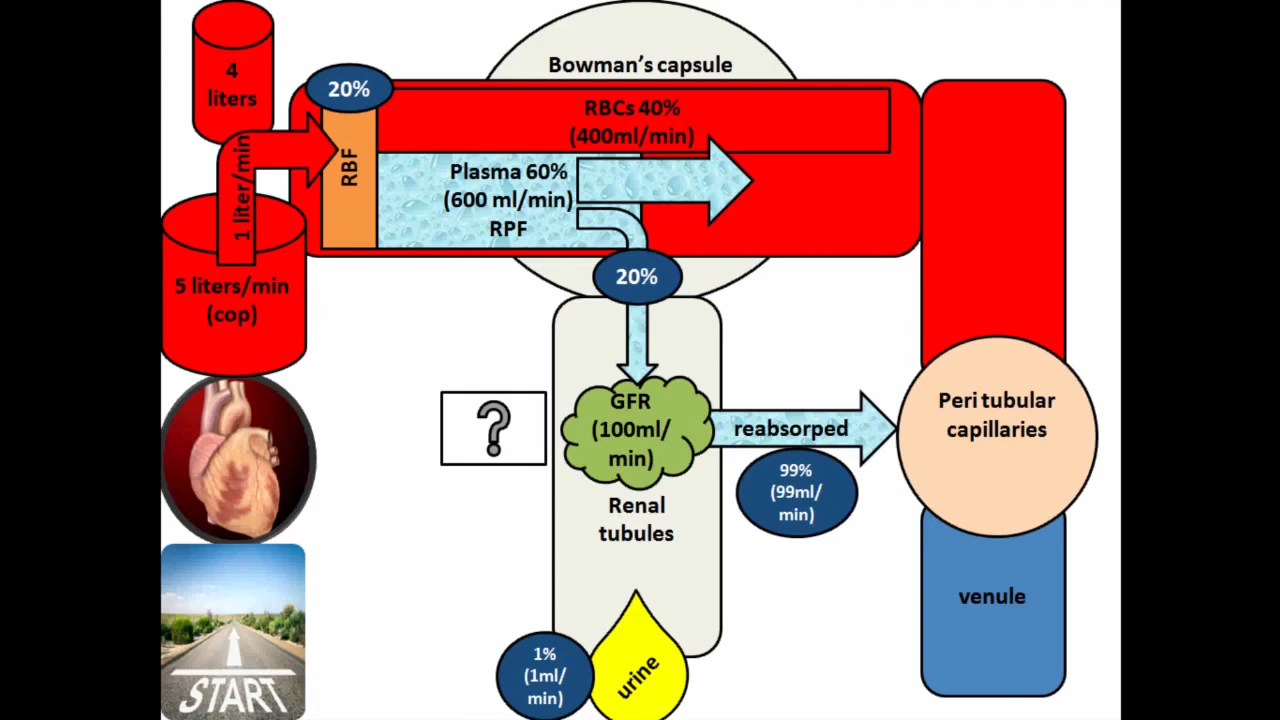 4
liters
1 liter/min
5 liters/min
(cop)
START
20%
RBF
Bowman's capsule
RBCs 40%
(400ml/min)
Plasma 60%
(600 ml/min)
RPF
20%
?
GFR
(100ml/
min)
Renal
tubules
reabsorped
99%
(99ml/
min)
1%
(1ml/
min)
urine
Peri tubular
capillaries
venule